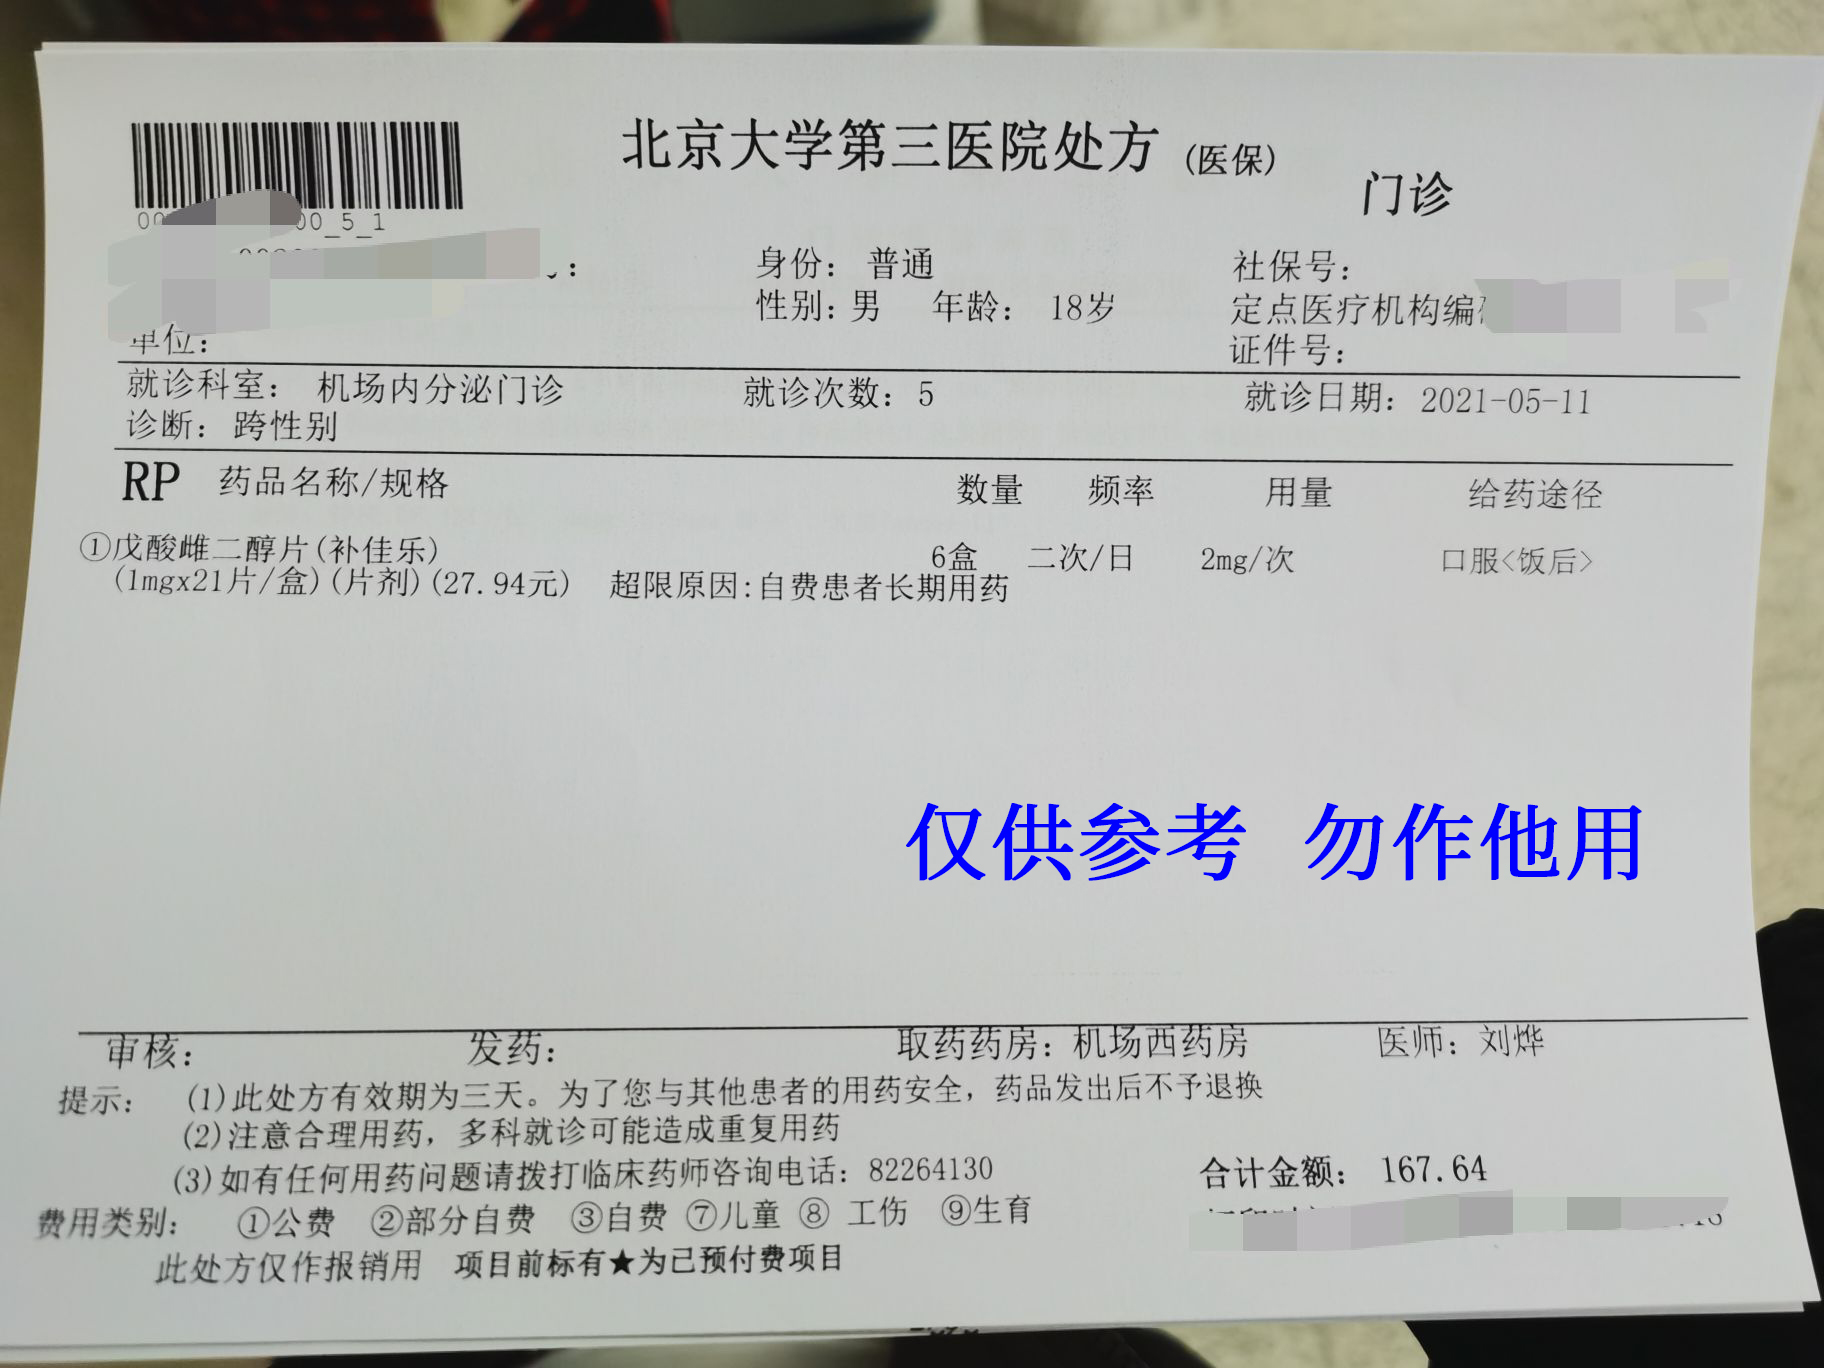 北京大学第三医院处方 (医保)
门诊
00_5_1
身份： 普通
社保号：
性别：男 年龄： 18岁
定点医疗机构编
单位：
证件号：
就诊科室： 机场内分泌门诊 就诊次数：5 就诊日期：2021-05-11
诊断：跨性别
RP 药品名称/规格 数量 频率 用量 给药途径
①戊酸雌二醇片(补佳乐) 6盒 二次/日 2mg/次 口服<饭后>
(1mgx21片/盒)(片剂)(27.94元) 超限原因:自费患者长期用药
仅供参考 勿作他用
审核： 发药： 取药药房：机场西药房 医师：刘烨
提示： (1)此处方有效期为三天。为了您与其他患者的用药安全，药品发出后不予退换
(2)注意合理用药，多科就诊可能造成重复用药
(3)如有任何用药问题请拨打临床药师咨询电话：82264130 合计金额： 167.64
费用类别： ①公费 ②部分自费 ③自费 ⑦儿童 ⑧ 工伤 ⑨生育
此处方仅作报销用 项目前标有★为已预付费项目